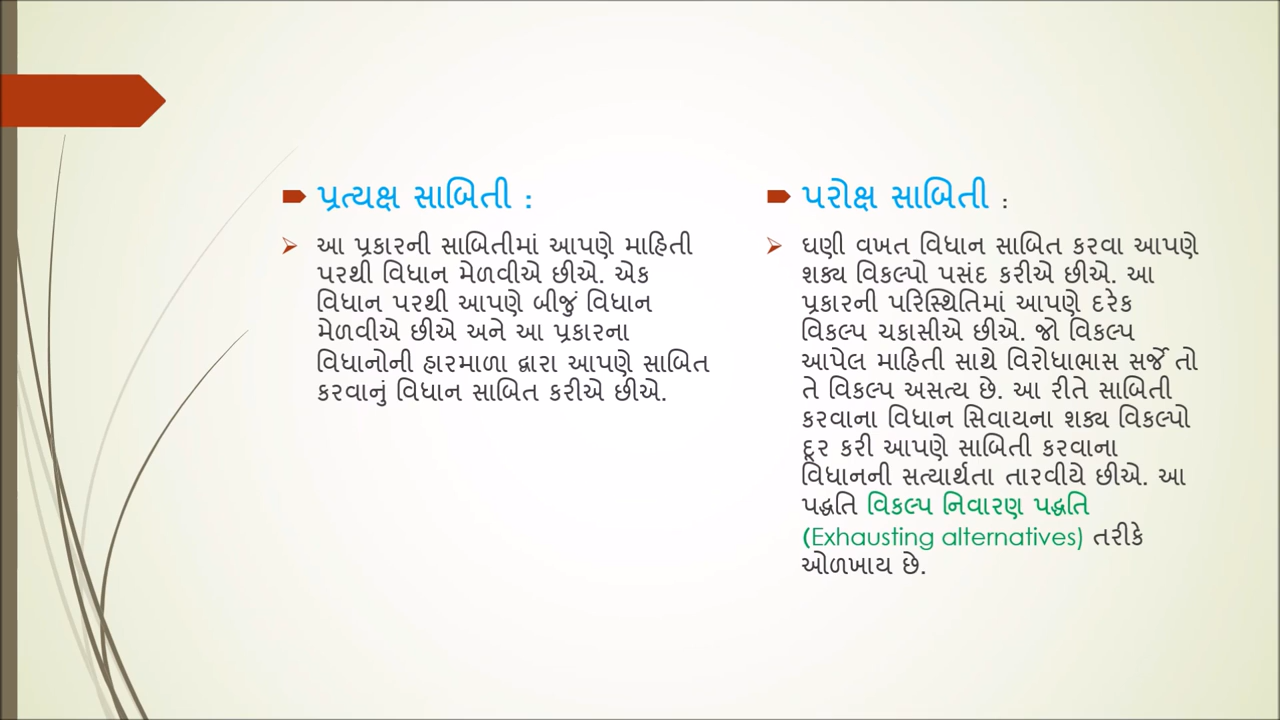 પ્રત્યક્ષ સાબિતી :
આ પ્રકારની સાબિતીમાં આપણે માહિતી
પરથી વિધાન મેળવીએ છીએ. એક
વિધાન પરથી આપણે બીજું વિધાન
મેળવીએ છીએ અને આ પ્રકારના
વિધાનોની હારમાળા દ્વારા આપણે સાબિત
કરવાનું વિધાન સાબિત કરીએ છીએ.
પરોક્ષ સાબિતી :
ઘણી વખત વિધાન સાબિત કરવા આપણે
શક્ય વિકલ્પો પસંદ કરીએ છીએ. આ
પ્રકારની પરિસ્થિતિમાં આપણે દરેક
વિકલ્પ ચકાસીએ છીએ. જો વિકલ્પ
આપેલ માહિતી સાથે વિરોધાભાસ સર્જે તો
તે વિકલ્પ અસત્ય છે. આ રીતે સાબિતી
કરવાના વિધાન સિવાયના શક્ય વિકલ્પો
દૂર કરી આપણે સાબિતી કરવાના
વિધાનની સત્યાર્થતા તારવીયે છીએ. આ
પદ્ધતિ વિકલ્પ નિવારણ પદ્ધતિ
(Exhausting alternatives) તરીકે
ઓળખાય છે.